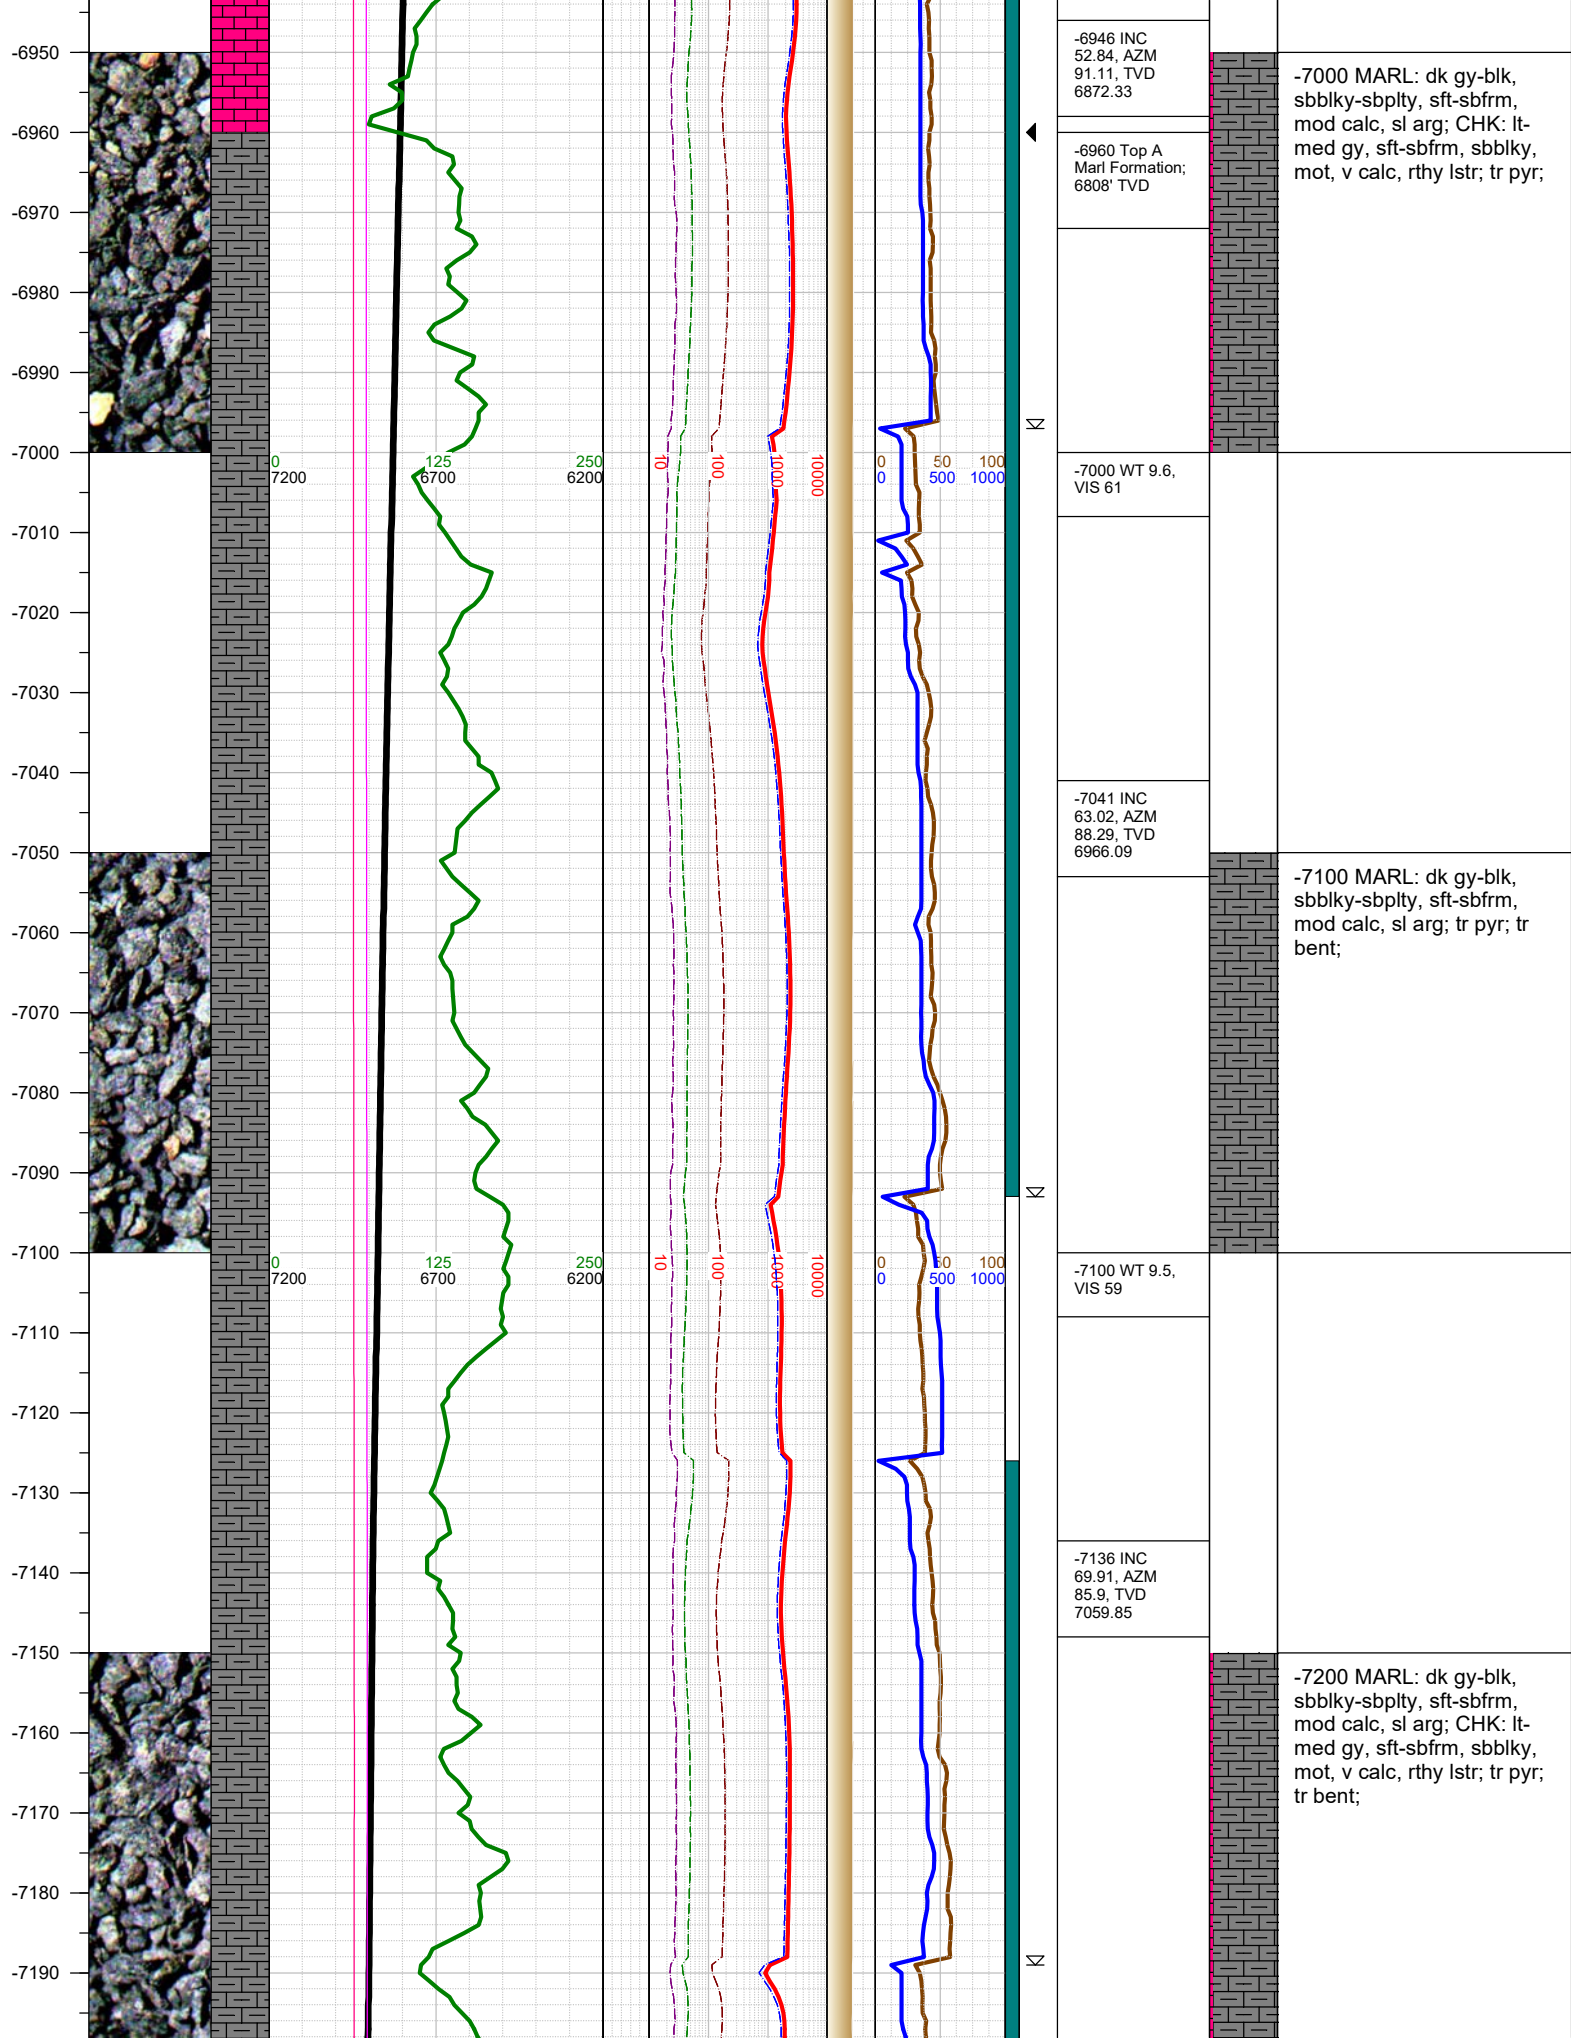 -6950
-6960
-6970
-6980
-6990
-7000
-7010
-7020
-7030
-7040
-7050
-7060
-7070
-7080
-7090
-7100
-7110
-7120
-7130
-7140
-7150
-7160
-7170
-7180
-7190
0 125 250
7200 6700 6200
10 100 1000 10000
0 50 100
0 500 1000
0 125 250
7200 6700 6200
10 100 1000 10000
0 50 100
0 500 1000
-6946 INC
52.84, AZM
91.11, TVD
6872.33
-6960 Top A
Marl Formation;
6808' TVD
-7000 WT 9.6,
VIS 61
-7041 INC
63.02, AZM
88.29, TVD
6966.09
-7100 WT 9.5,
VIS 59
-7136 INC
69.91, AZM
85.9, TVD
7059.85
-7000 MARL: dk gy-blk,
sbblky-sbplty, sft-sbfrm,
mod calc, sl arg; CHK: lt-
med gy, sft-sbfrm, sbblky,
mot, v calc, rthy lstr; tr pyr;
-7100 MARL: dk gy-blk,
sbblky-sbplty, sft-sbfrm,
mod calc, sl arg; tr pyr; tr
bent;
-7200 MARL: dk gy-blk,
sbblky-sbplty, sft-sbfrm,
mod calc, sl arg; CHK: lt-
med gy, sft-sbfrm, sbblky,
mot, v calc, rthy lstr; tr pyr;
tr bent;